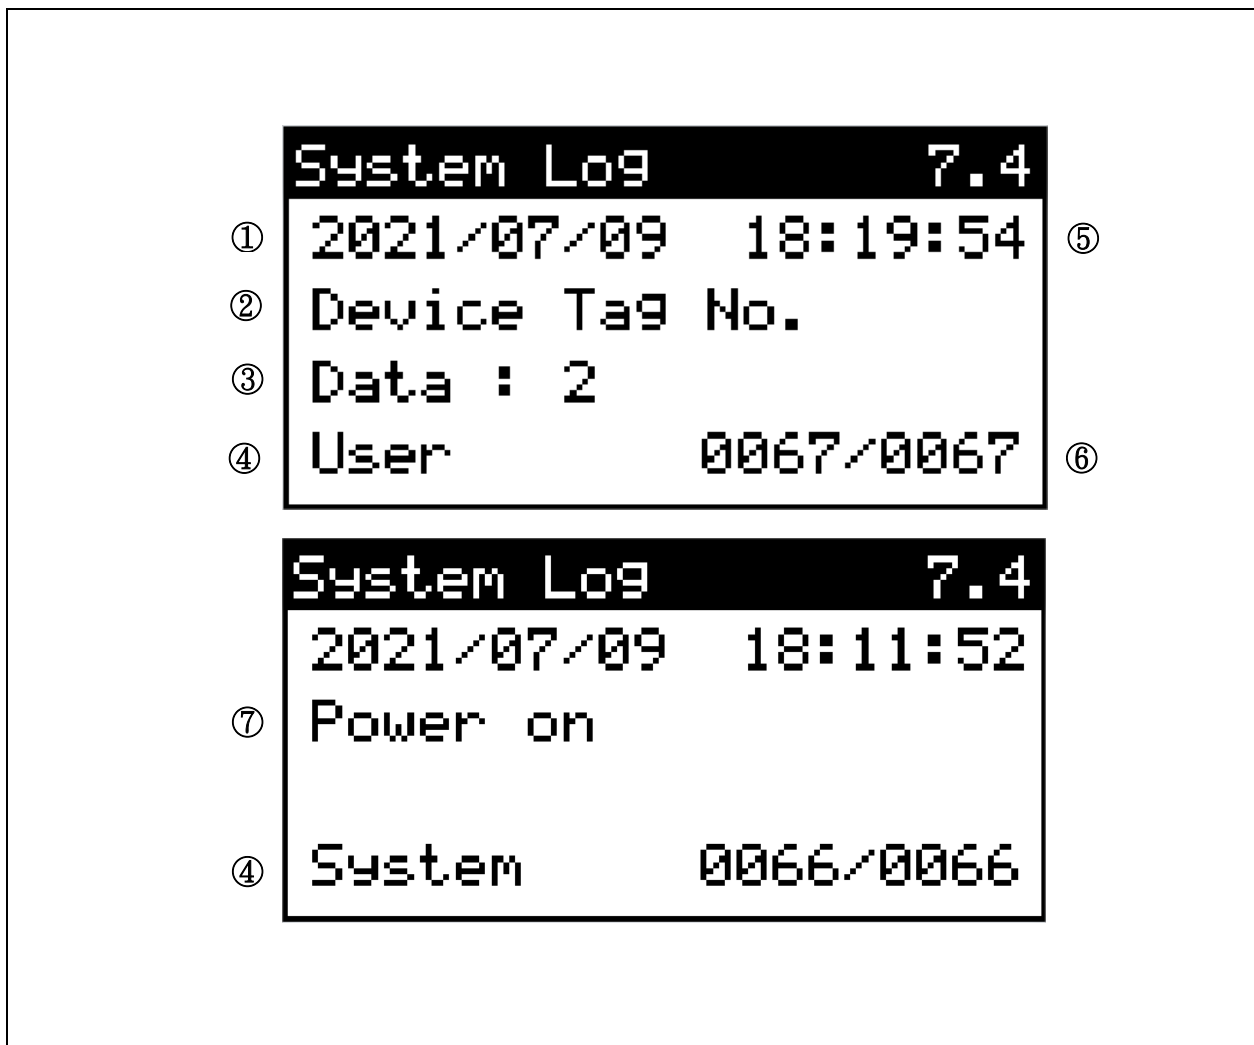 System Log 7.4
① 2021/07/09 18:19:54 ⑤
② Device Tag No.
③ Data : 2
④ User 0067/0067 ⑥
System Log 7.4
2021/07/09 18:11:52
⑦ Power on
④ System 0066/0066